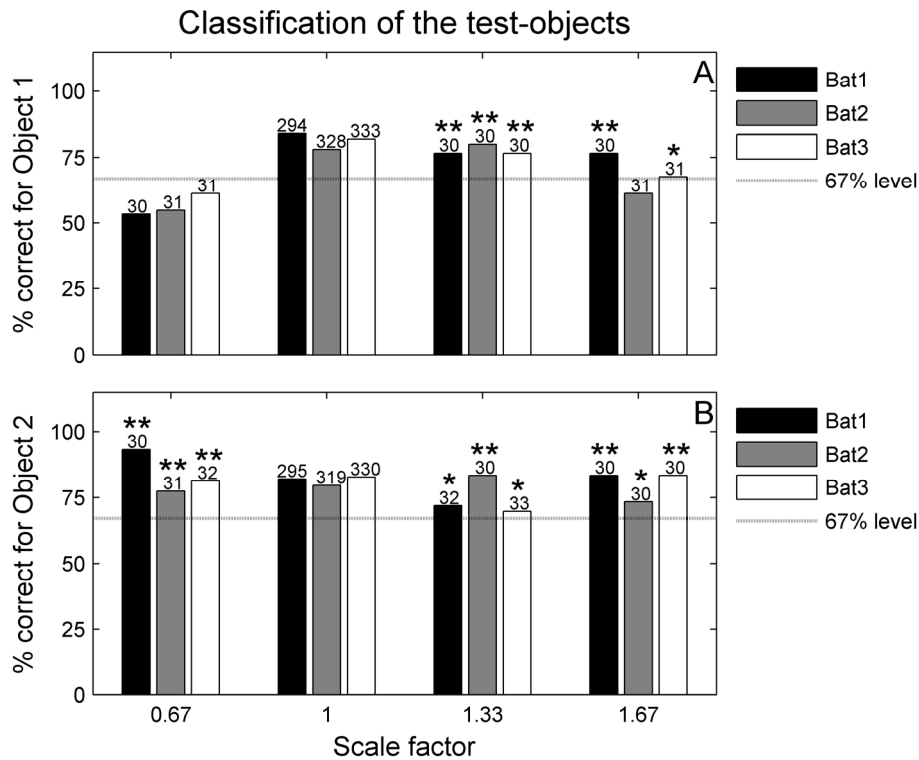 Classification of the test-objects
A
% correct for Object 1
100
75
50
25
0
** ** ** **
*
294 328 333
30 30 30 30
31
30 31 31
31
Bat1
Bat2
Bat3
67% level
B
% correct for Object 2
100
75
50
25
0
**
30
** **
31 32
295 319 330
*
32
**
30
*
33
**
30
*
30
**
30
Bat1
Bat2
Bat3
67% level
0.67 1 1.33 1.67
Scale factor